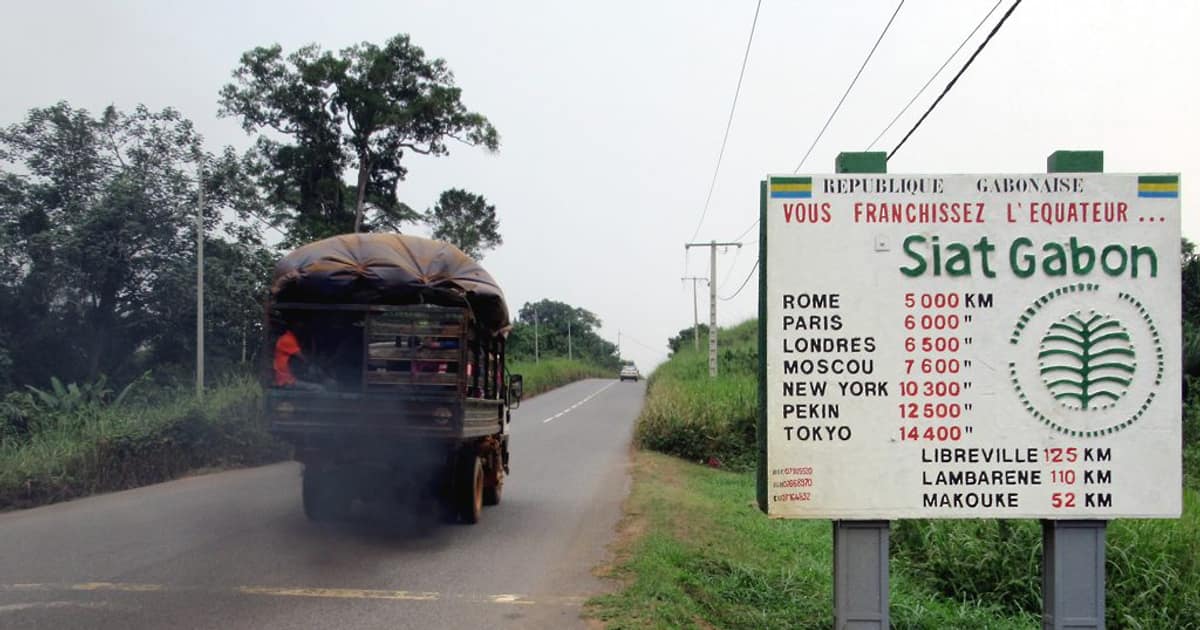 REPUBLIQUE GABONAISE
VOUS FRANCHISSEZ L'EQUATEUR ...
Siat Gabon
ROME 5 000 KM
PARIS 6 000 "
LONDRES 6 500 "
MOSCOU 7 600 "
NEW YORK 10 300 "
PEKIN 12 500 "
TOKYO 14 400 "
LIBREVILLE 125 KM
LAMBARENE 110 KM
MAKOUKE 52 KM